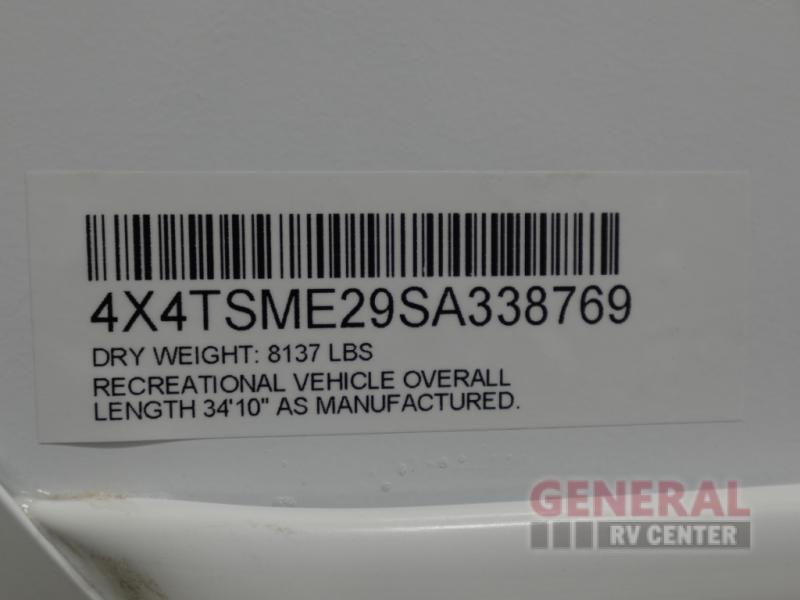 4X4TSME29SA338769
DRY WEIGHT: 8137 LBS
RECREATIONAL VEHICLE OVERALL
LENGTH 34'10" AS MANUFACTURED.
GENERAL
RV CENTER